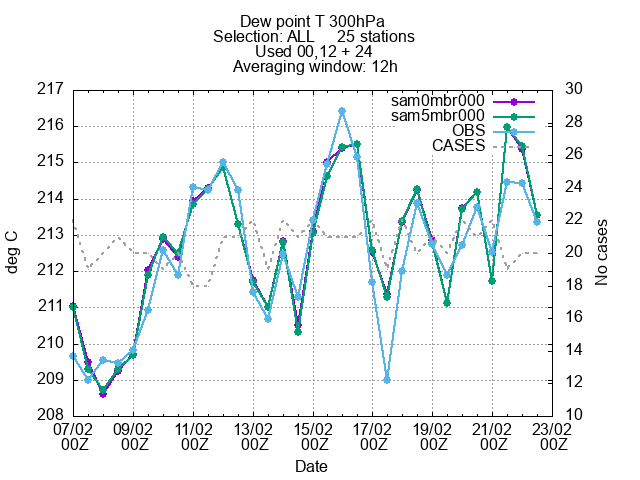 Dew point T 300hPa
Selection: ALL     25 stations
Used 00,12 + 24
Averaging window: 12h
217
216
215
214
213
212
211
210
209
208
deg C
30
28
26
24
22
20
18
16
14
12
10
No cases
sam0mbr000
sam5mbr000
OBS
CASES
07/02 09/02 11/02 13/02 15/02 17/02 19/02 21/02 23/02
00Z 00Z 00Z 00Z 00Z 00Z 00Z 00Z 00Z
Date